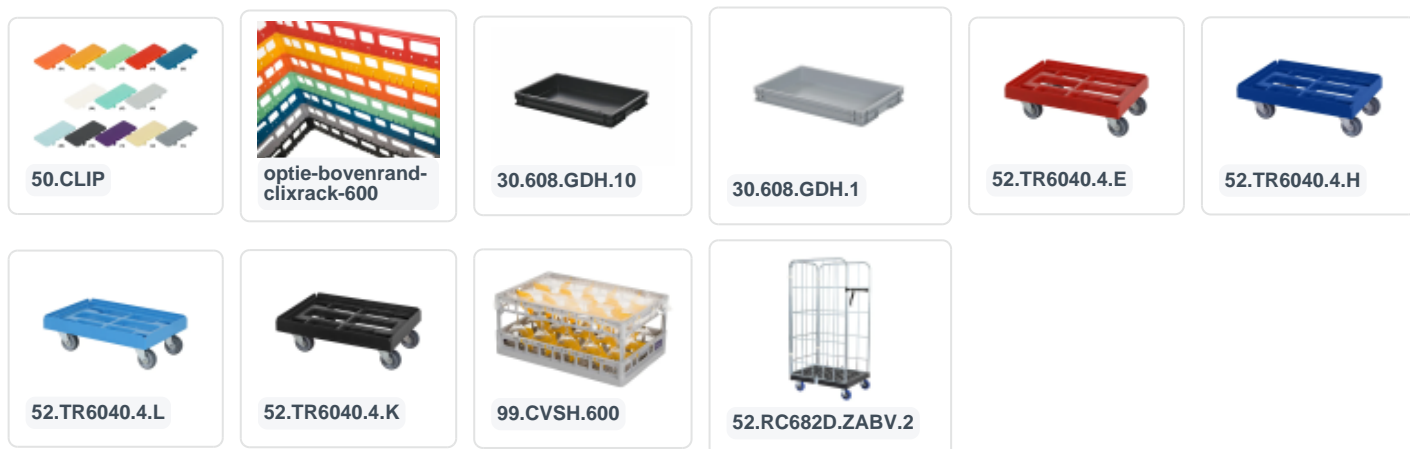 50.CLIP
optie-bovenrand-
clixrack-600
30.608.GDH.10
30.608.GDH.1
52.TR6040.4.E
52.TR6040.4.H
52.TR6040.4.L
52.TR6040.4.K
99.CVSH.600
52.RC682D.ZABV.2